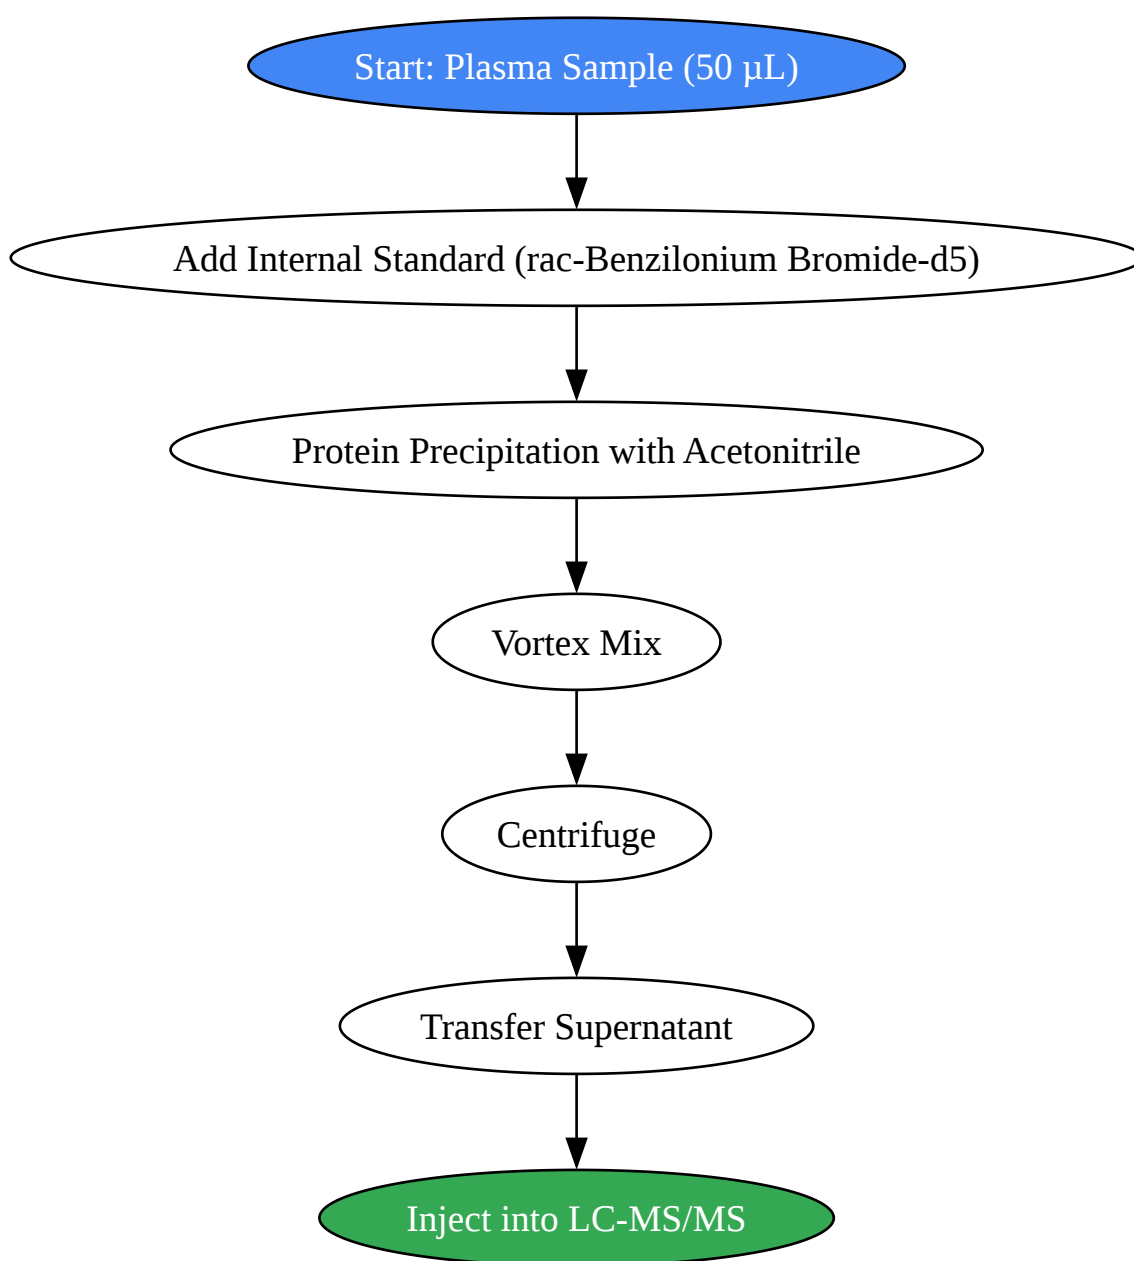 Start: Plasma Sample (50 µL)
Add Internal Standard (rac-Benzilonium Bromide-d5)
Protein Precipitation with Acetonitrile
Vortex Mix
Centrifuge
Transfer Supernatant
Inject into LC-MS/MS